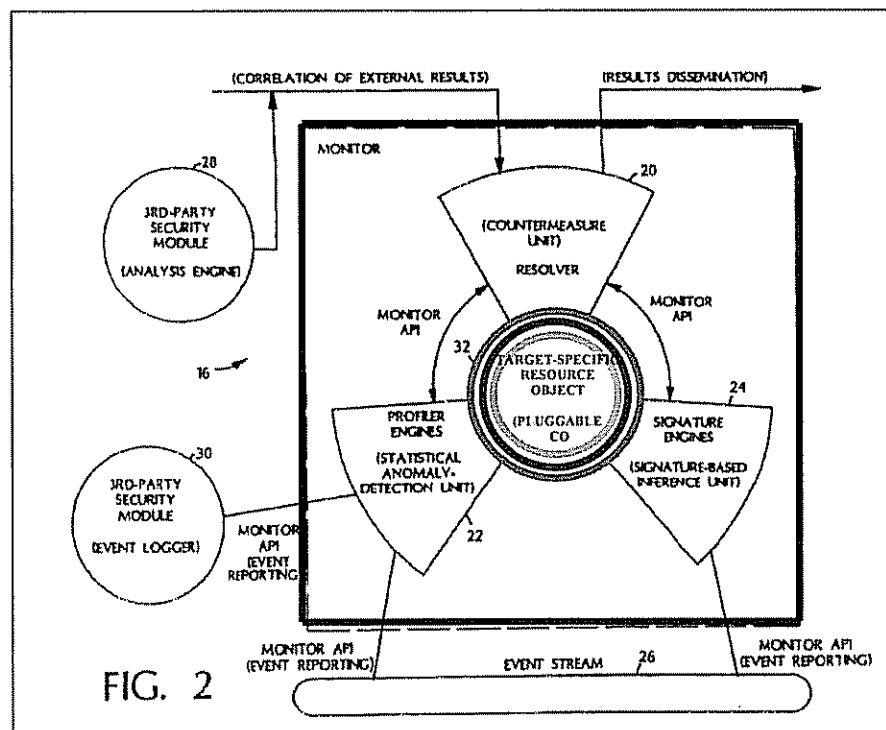 (CORRELATION OF EXTERNAL RESULTS)
(RESULTS DISSEMINATION)
MONITOR
28
3RD-PARTY
SECURITY
MODULE
(ANALYSIS ENGINE)
20
(COUNTERMEASURE
UNIT)
RESOLVER
MONITOR
API
MONITOR
API
32
TARGET-SPECIFIC
RESOURCE
OBJECT
(PLUGGABLE
CO
16
PROFILER
ENGINES
(STATISTICAL
ANOMALY-
DETECTION UNIT)
22
24
SIGNATURE
ENGINES
(SIGNATURE-BASED
INFERENCE UNIT)
30
3RD-PARTY
SECURITY
MODULE
(EVENT LOGGER)
MONITOR
API
(EVENT
REPORTING
MONITOR API
(EVENT REPORTING)
EVENT STREAM
26
MONITOR API
(EVENT REPORTING)
FIG. 2